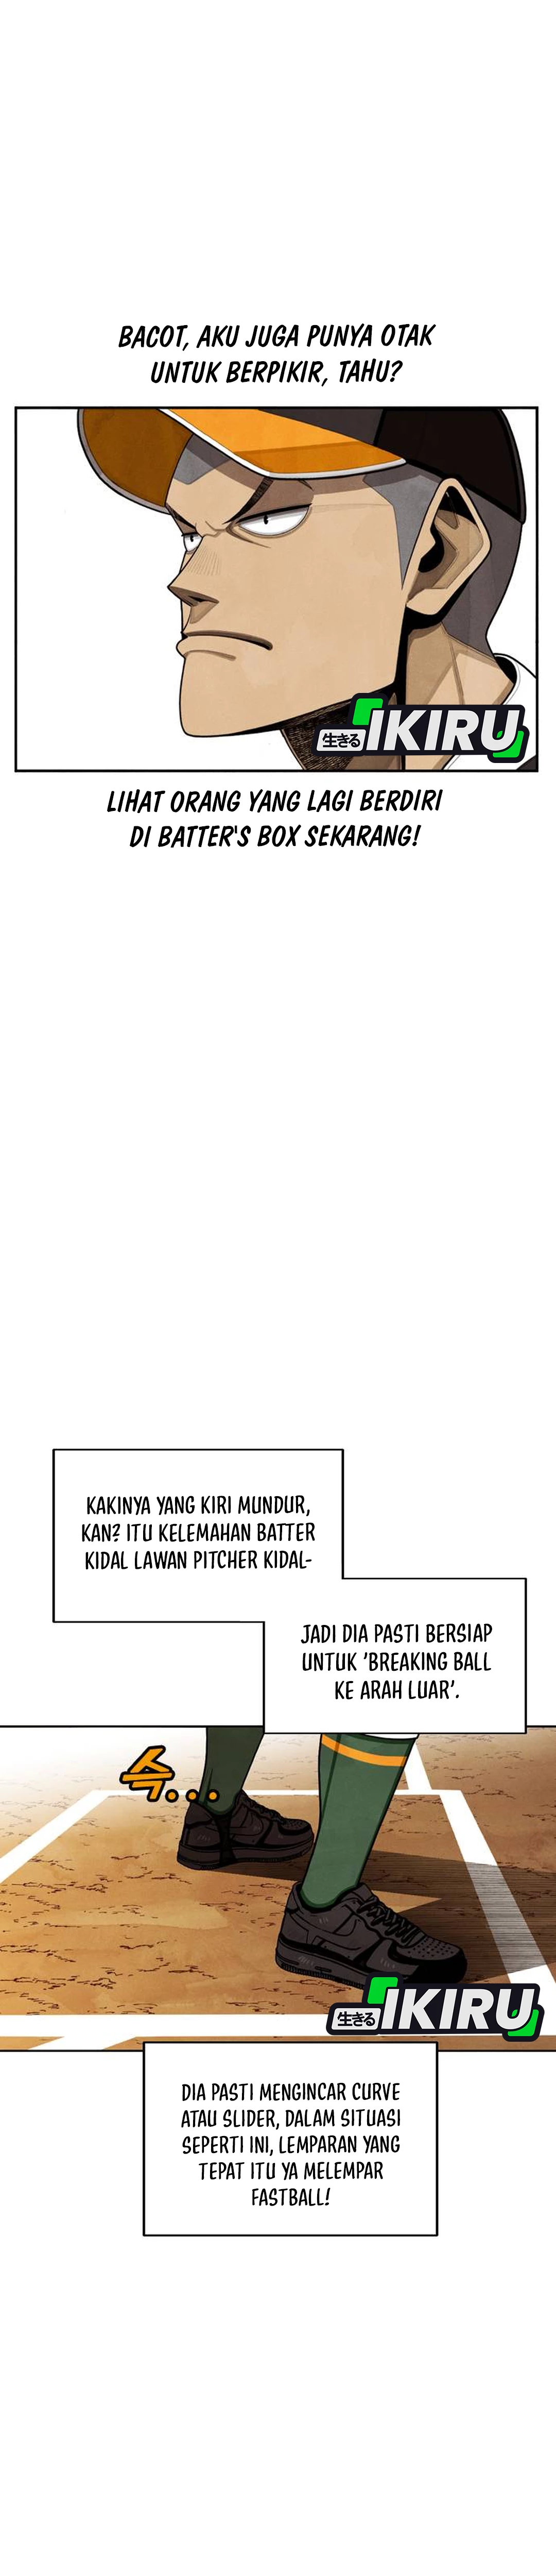 BACOT, AKU JUGA PUNYA OTAK
UNTUK BERPIKIR, TAHU?
生きる IKIRU
LIHAT ORANG YANG LAGI BERDIRI
DI BATTER'S BOX SEKARANG!
KAKINYA YANG KIRI MUNDUR,
KAN? ITU KELEMAHAN BATTER
KIDAL LAWAN PITCHER KIDAL-
JADI DIA PASTI BERSIAP
UNTUK 'BREAKING BALL
KE ARAH LUAR'.
슥...
生きる IKIRU
DIA PASTI MENGINCAR CURVE
ATAU SLIDER, DALAM SITUASI
SEPERTI INI, LEMPARAN YANG
TEPAT ITU YA MELEMPAR
FASTBALL!